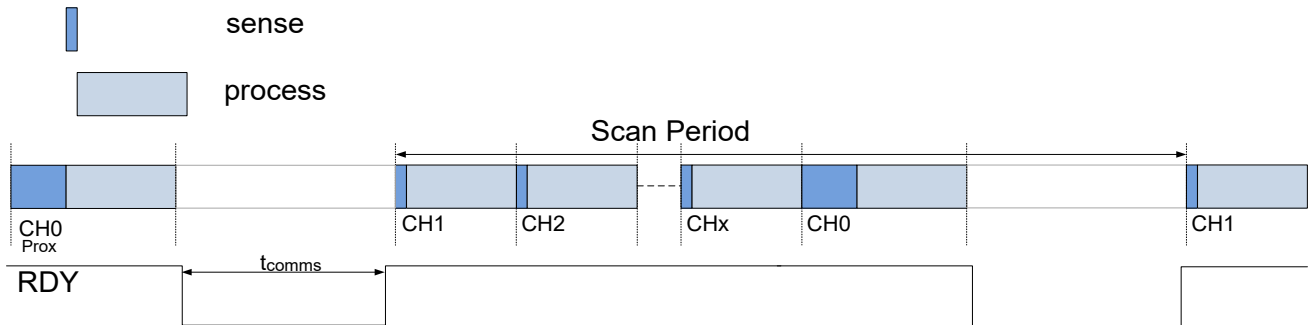 sense
process
Scan Period
CH0
Prox
CH1
CH2
CHx
CH0
CH1
RDY
tcomms